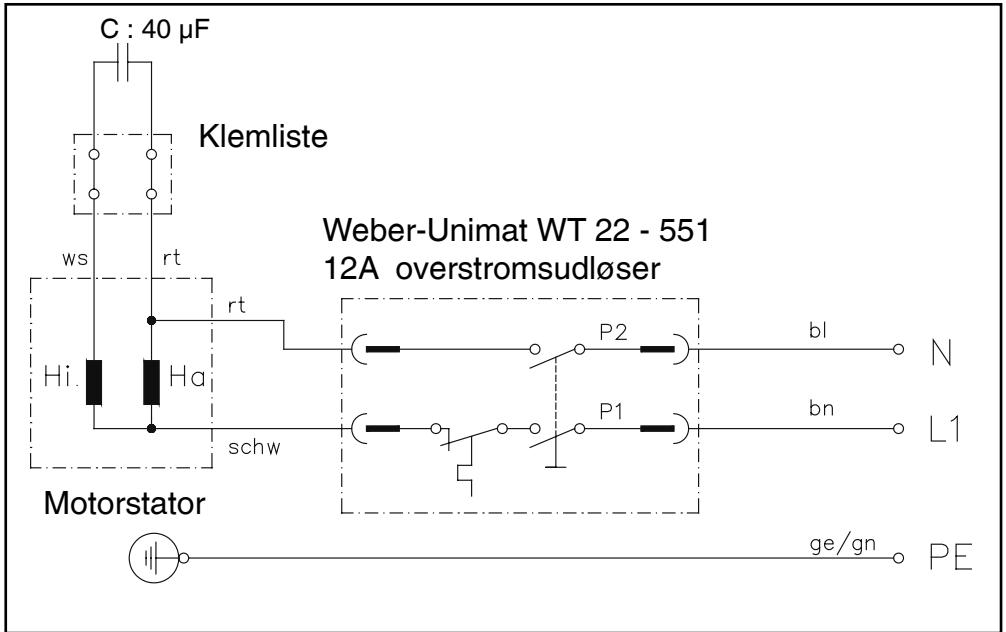 C : 40 µF
Klemliste
Weber-Unimat WT 22 - 551
12A overstromsudløser
ws
rt
rt
P2
bl
N
Hi.
Ha
P1
bn
L1
schw
Motorstator
ge/gn
PE